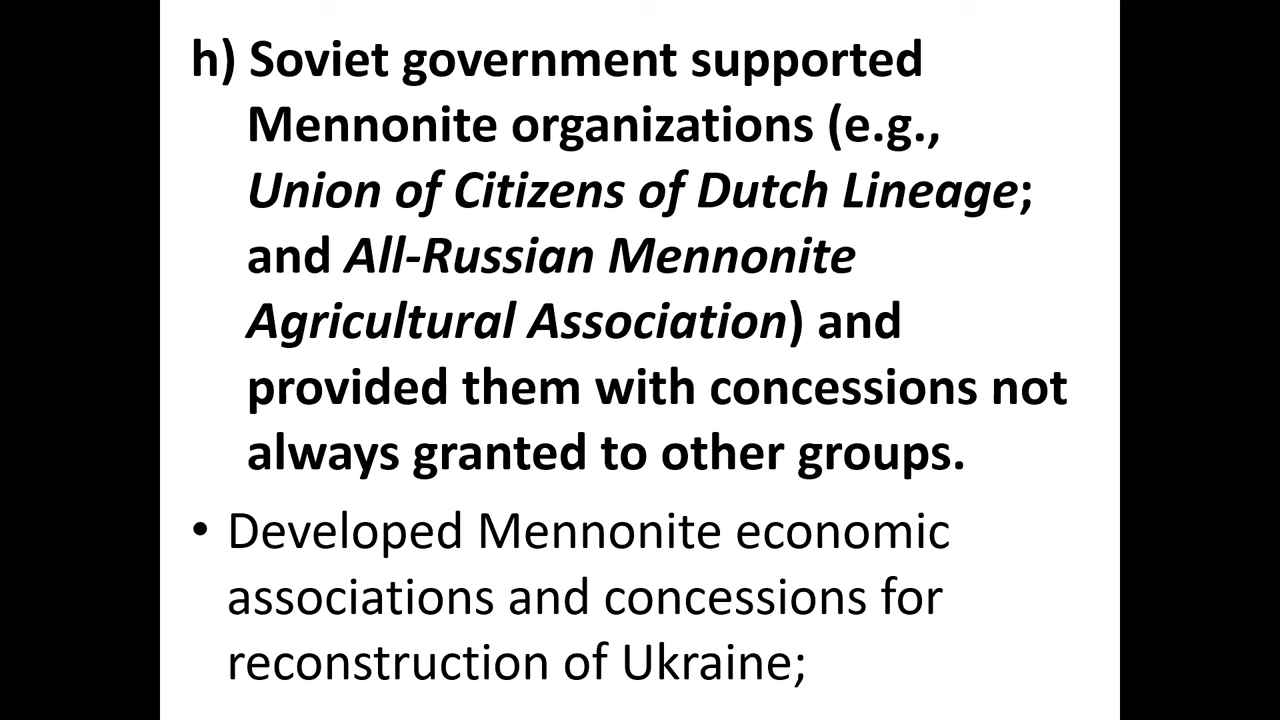 h) Soviet government supported
Mennonite organizations (e.g.,
Union of Citizens of Dutch Lineage;
and All-Russian Mennonite
Agricultural Association) and
provided them with concessions not
always granted to other groups.
• Developed Mennonite economic
associations and concessions for
reconstruction of Ukraine;